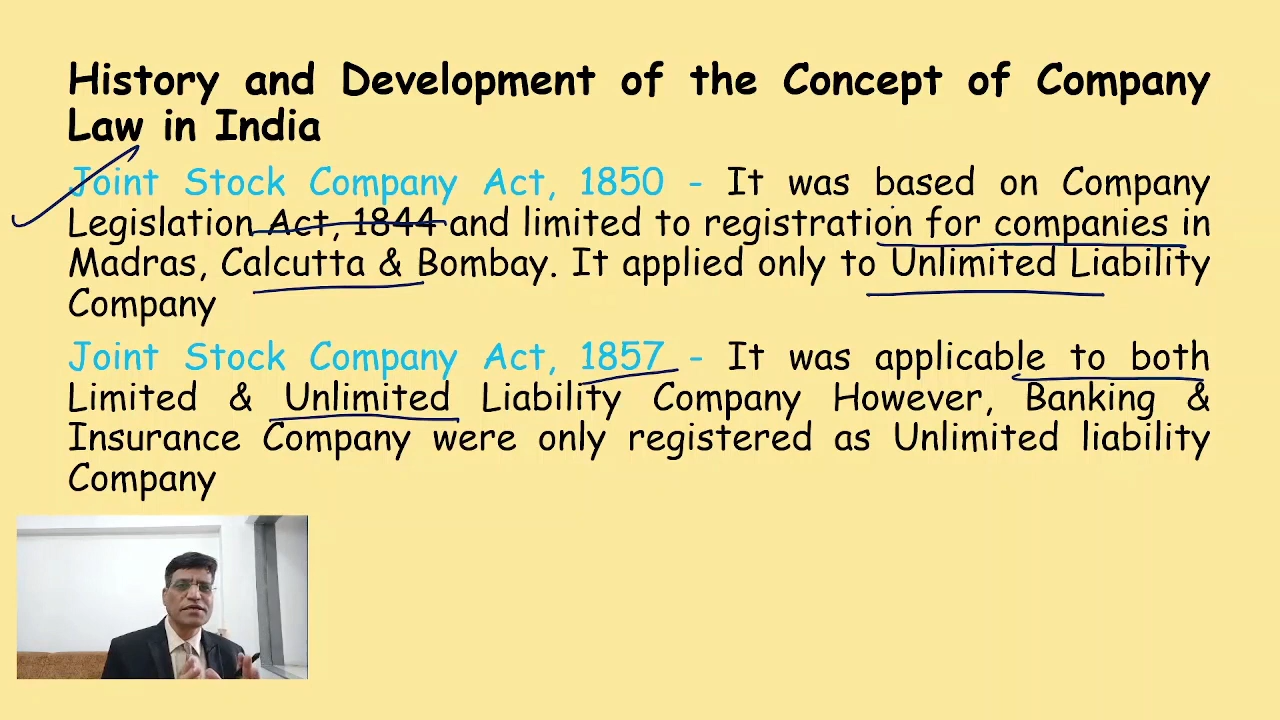 History and Development of the Concept of Company
Law in India
Joint Stock Company Act, 1850 - It was based on Company
Legislation Act, 1844 and limited to registration for companies in
Madras, Calcutta & Bombay. It applied only to Unlimited Liability
Company
Joint Stock Company Act, 1857 - It was applicable to both
Limited & Unlimited Liability Company However, Banking &
Insurance Company were only registered as Unlimited liability
Company